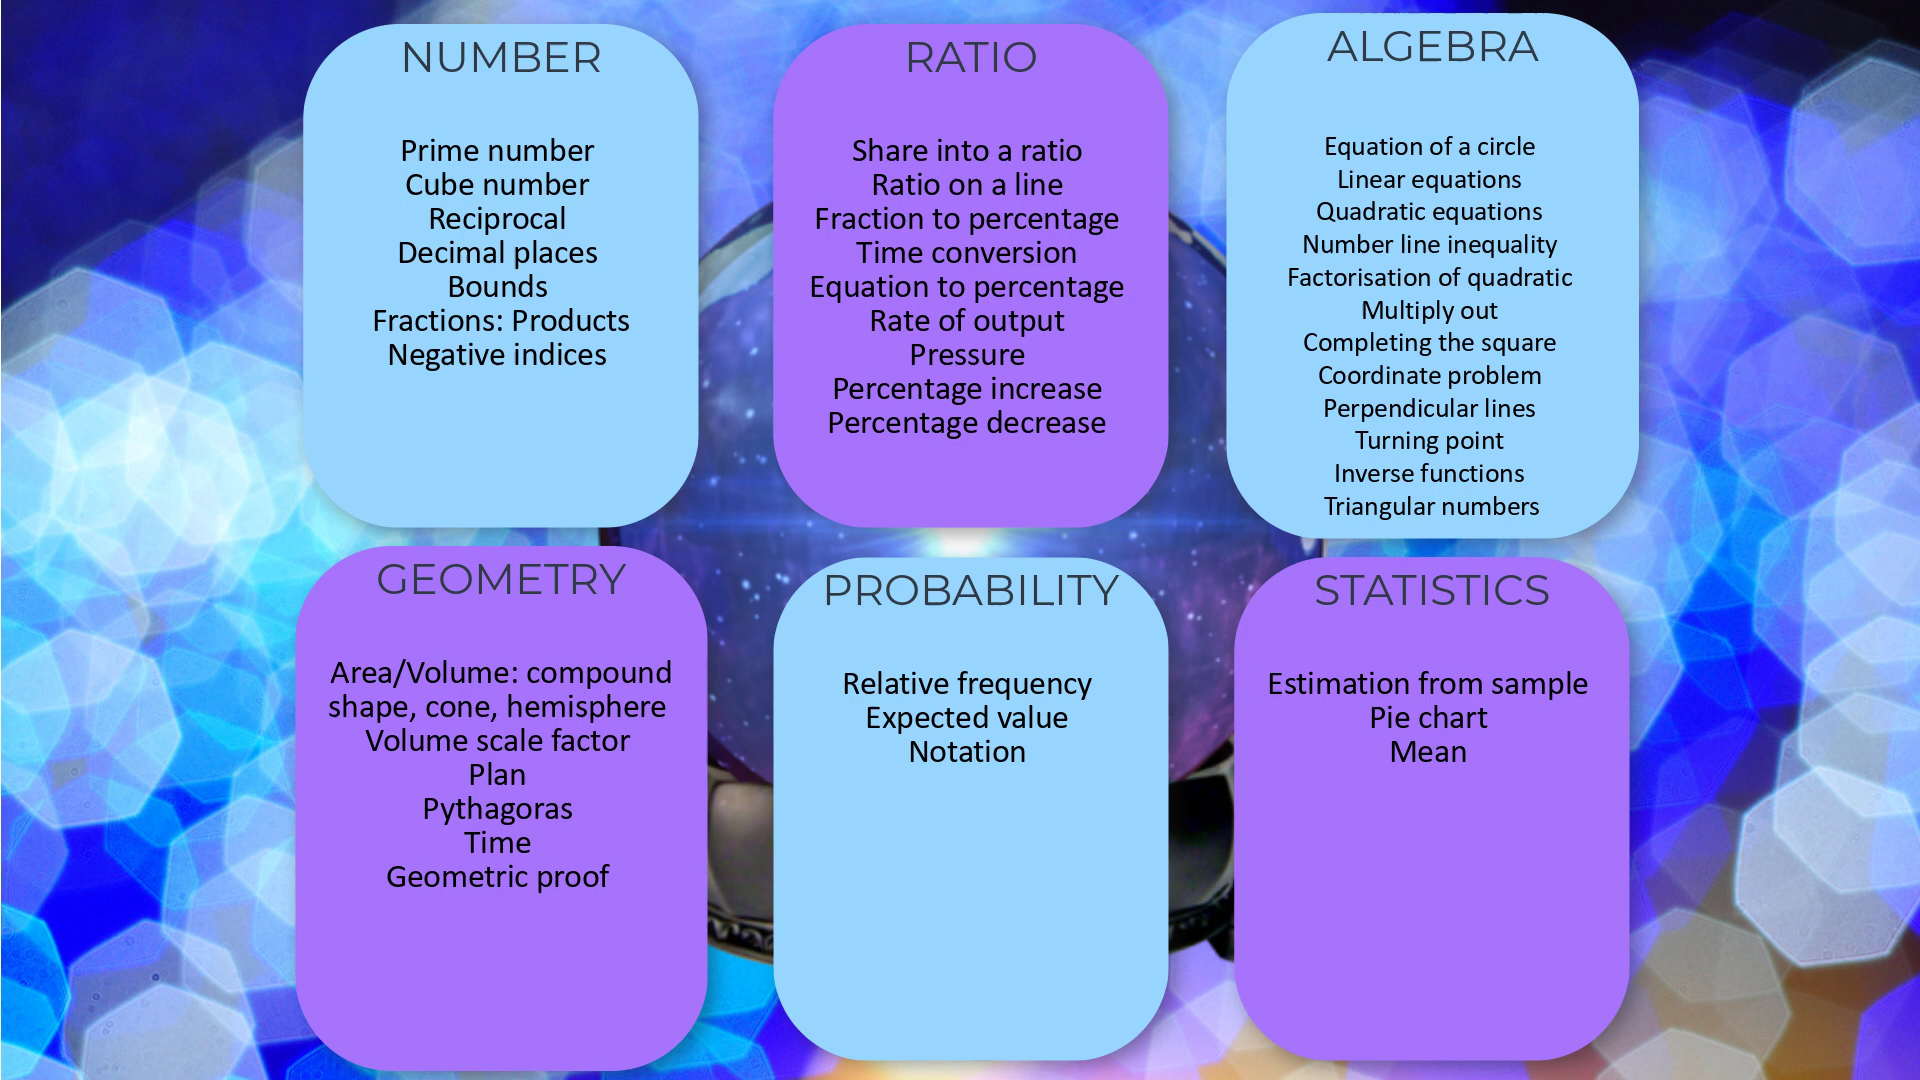 NUMBER
Prime number
Cube number
Reciprocal
Decimal places
Bounds
Fractions: Products
Negative indices
RATIO
Share into a ratio
Ratio on a line
Fraction to percentage
Time conversion
Equation to percentage
Rate of output
Pressure
Percentage increase
Percentage decrease
ALGEBRA
Equation of a circle
Linear equations
Quadratic equations
Number line inequality
Factorisation of quadratic
Multiply out
Completing the square
Coordinate problem
Perpendicular lines
Turning point
Inverse functions
Triangular numbers
GEOMETRY
Area/Volume: compound
shape, cone, hemisphere
Volume scale factor
Plan
Pythagoras
Time
Geometric proof
PROBABILITY
Relative frequency
Expected value
Notation
STATISTICS
Estimation from sample
Pie chart
Mean